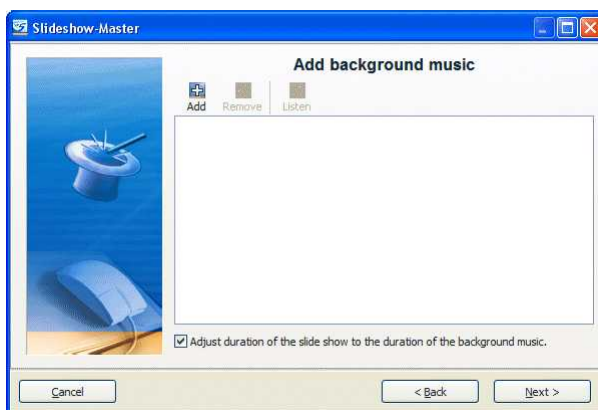 Slideshow-Master
Add background music
Add Remove Listen
Adjust duration of the slide show to the duration of the background music.
Cancel < Back Next >